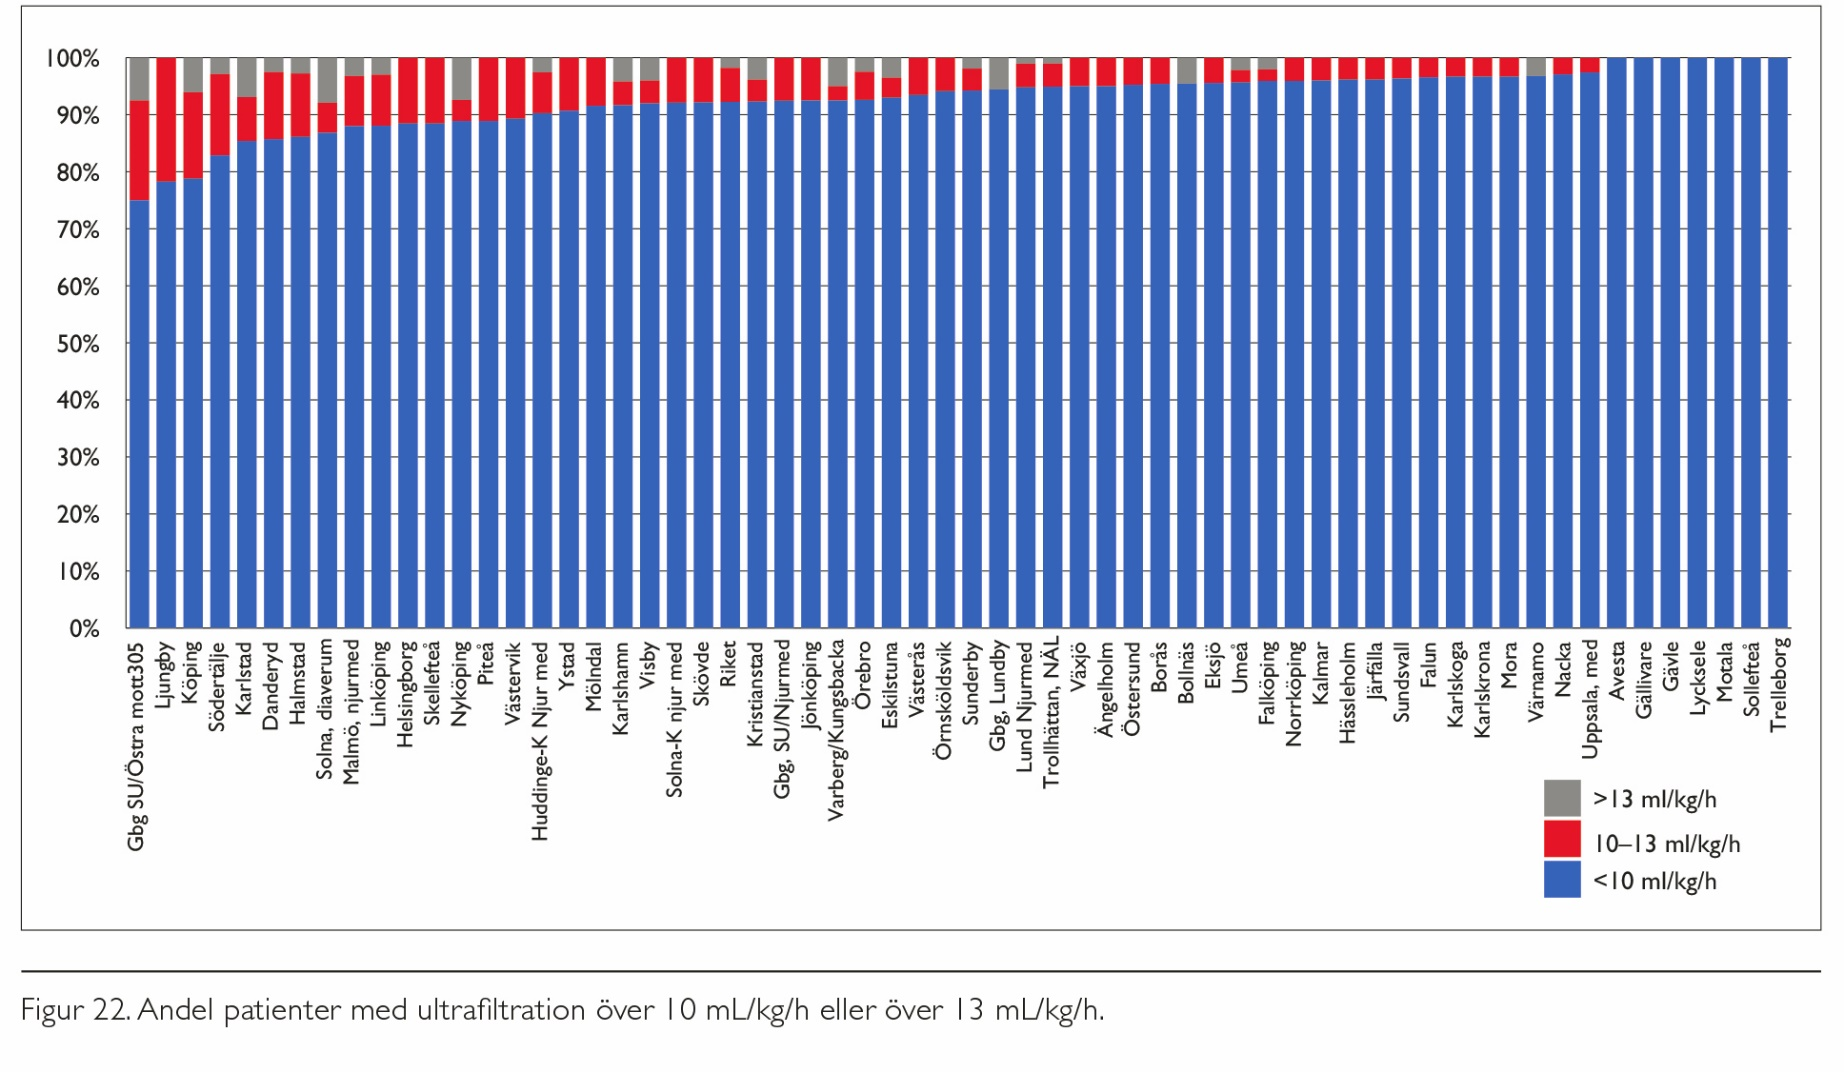 100%
90%
80%
70%
60%
50%
40%
30%
20%
10%
0%
Gbg SU/Östra mott305
Ljungby
Köping
Södertälje
Karlstad
Danderyd
Halmstad
Solna, diaverum
Malmö, njurmed
Linköping
Helsingborg
Skellefteå
Nyköping
Piteå
Västervik
Huddinge-K Njur med
Ystad
Mölndal
Karlshamn
Visby
Solna-K njur med
Skövde
Riket
Kristianstad
Gbg, SU/Njurmed
Jönköping
Varberg/Kungsbacka
Örebro
Eskilstuna
Västerås
Örnsköldsvik
Sunderby
Gbg, Lundby
Lund Njurmed
Trollhättan, NÄL
Växjö
Ängelholm
Östersund
Borås
Bollnäs
Eksjö
Umeå
Falköping
Norrköping
Kalmar
Hässleholm
Järfälla
Sundsvall
Falun
Karlskoga
Karlskrona
Mora
Värnamo
Nacka
Uppsala, med
Avesta
Gällivare
Gävle
Lycksele
Motala
Sollefteå
Trelleborg
>13 ml/kg/h
10–13 ml/kg/h
<10 ml/kg/h
Figur 22. Andel patienter med ultrafiltration över 10 mL/kg/h eller över 13 mL/kg/h.